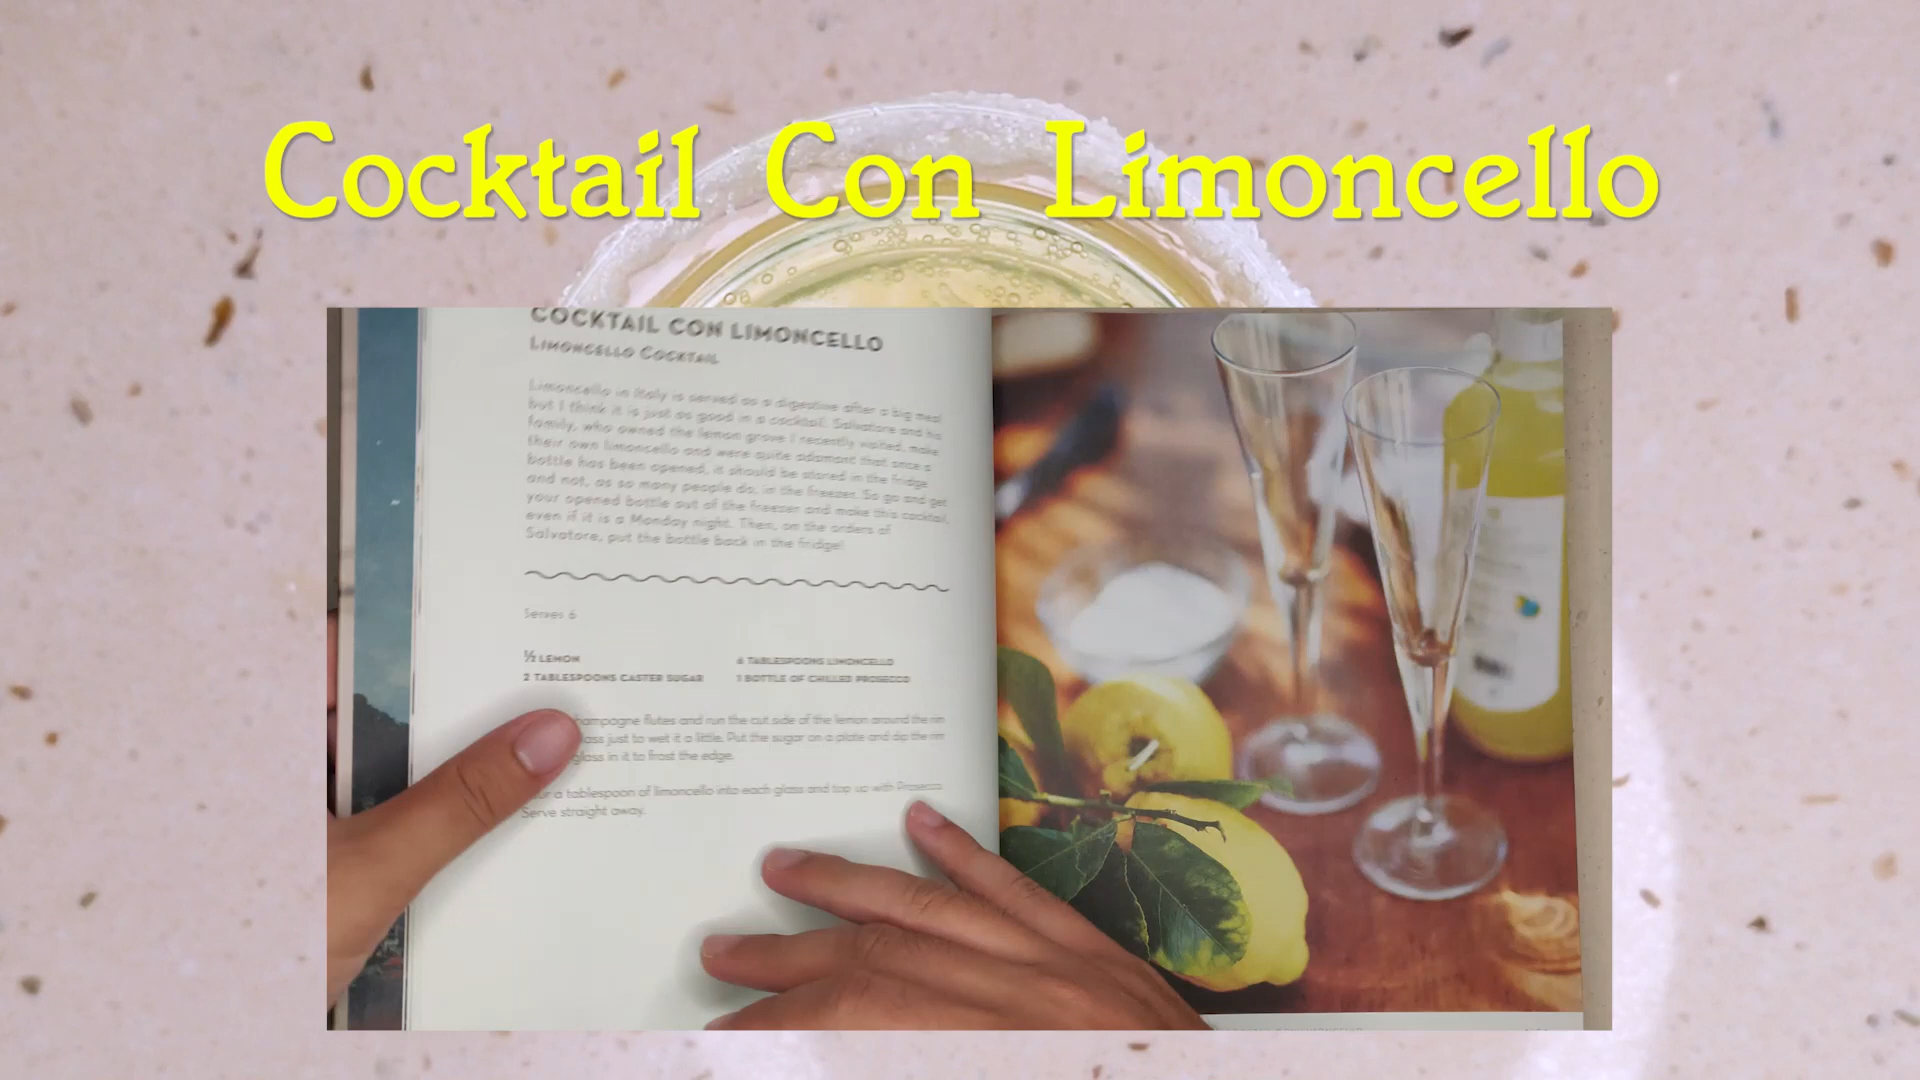 Cocktail Con Limoncello
COCKTAIL CON LIMONCELLO
LIMONCELLO COCKTAIL
Limoncello in Italy is served as a digestive after a big meal
but I think it is just as good in a cocktail. Salvatore and his
family, who owned the lemon grove I recently visited, make
their own limoncello and were quite adamant that once a
bottle has been opened, it should be stored in the fridge
and not, as so many people do, in the freezer. So go and get
your opened bottle out of the freezer and make this cocktail,
even if it is a Monday night. Then, on the orders of
Salvatore, put the bottle back in the fridge!
Serves 6
½ LEMON
2 TABLESPOONS CASTER SUGAR
6 TABLESPOONS LIMONCELLO
1 BOTTLE OF CHILLED PROSECCO
flutes and run the cut side of the lemon around the rim
just to wet it a little. Put the sugar on a plate and dip the rim
glass in it to frost the edge.
a tablespoon of limoncello into each glass and top up with Prosecco.
Serve straight away.